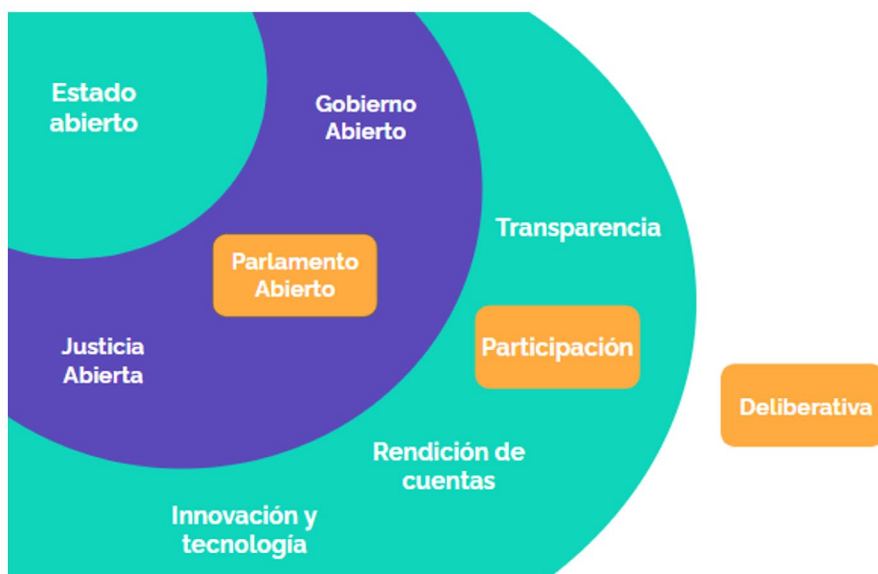 Estado
abierto
Gobierno
Abierto
Transparencia
Parlamento
Abierto
Participación
Justicia
Abierta
Deliberativa
Rendición de
cuentas
Innovación y
tecnología